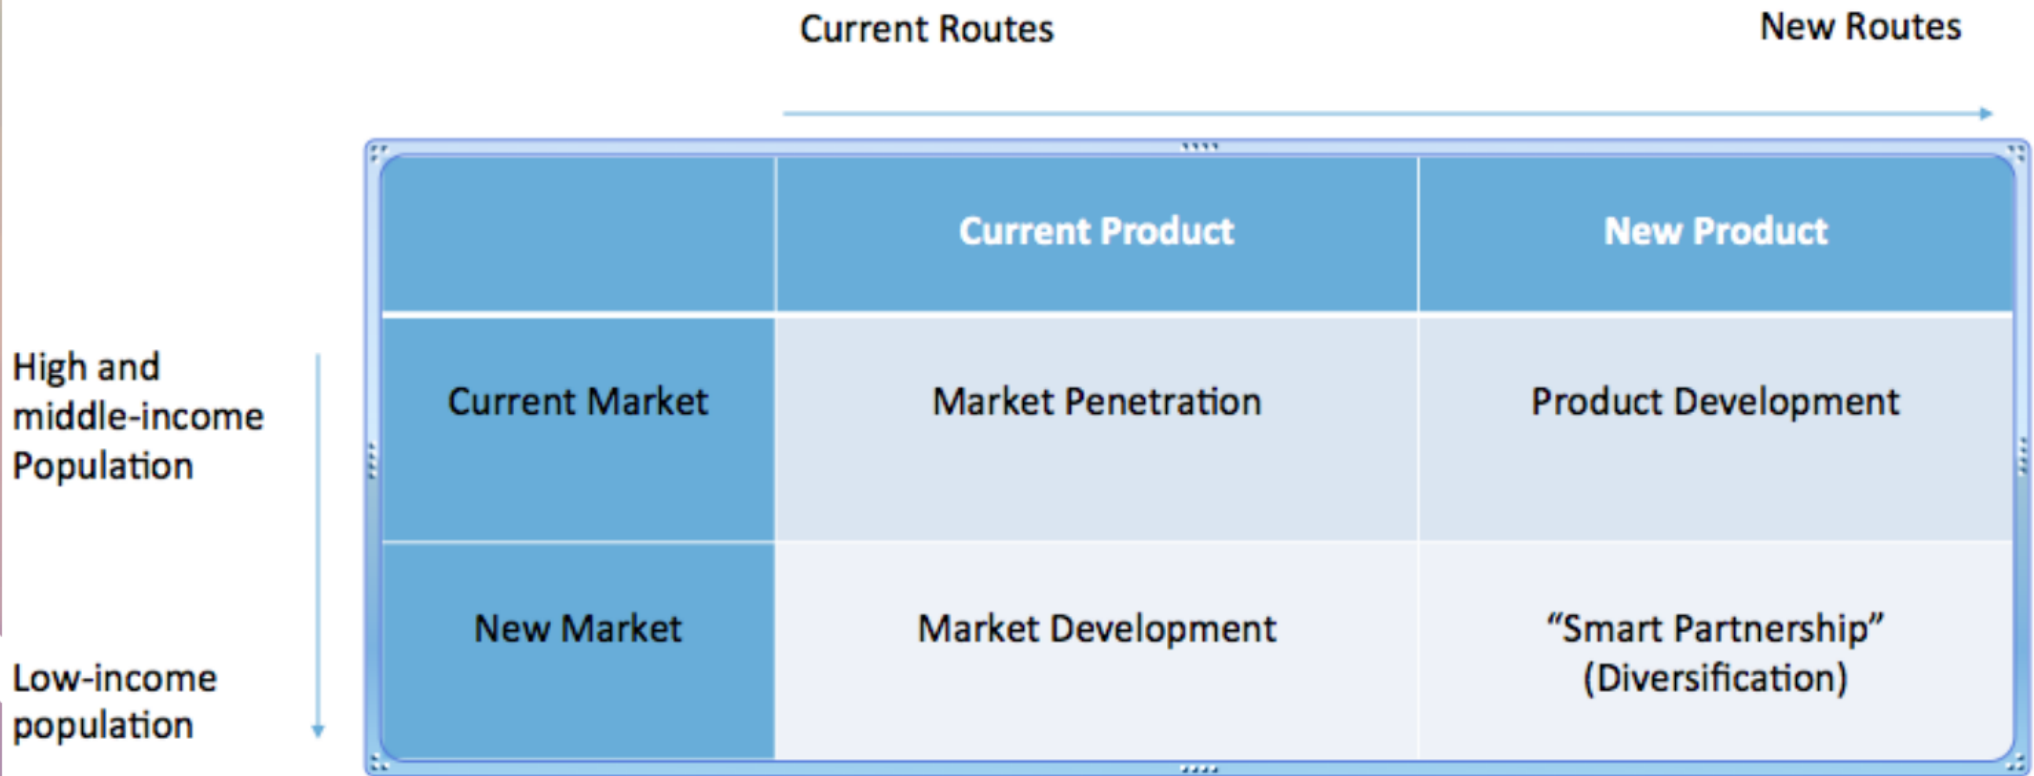 Current Routes
New Routes
Current Product
New Product
High and
middle-income
Population
Current Market
Market Penetration
Product Development
New Market
Market Development
“Smart Partnership”
(Diversification)
Low-income
population